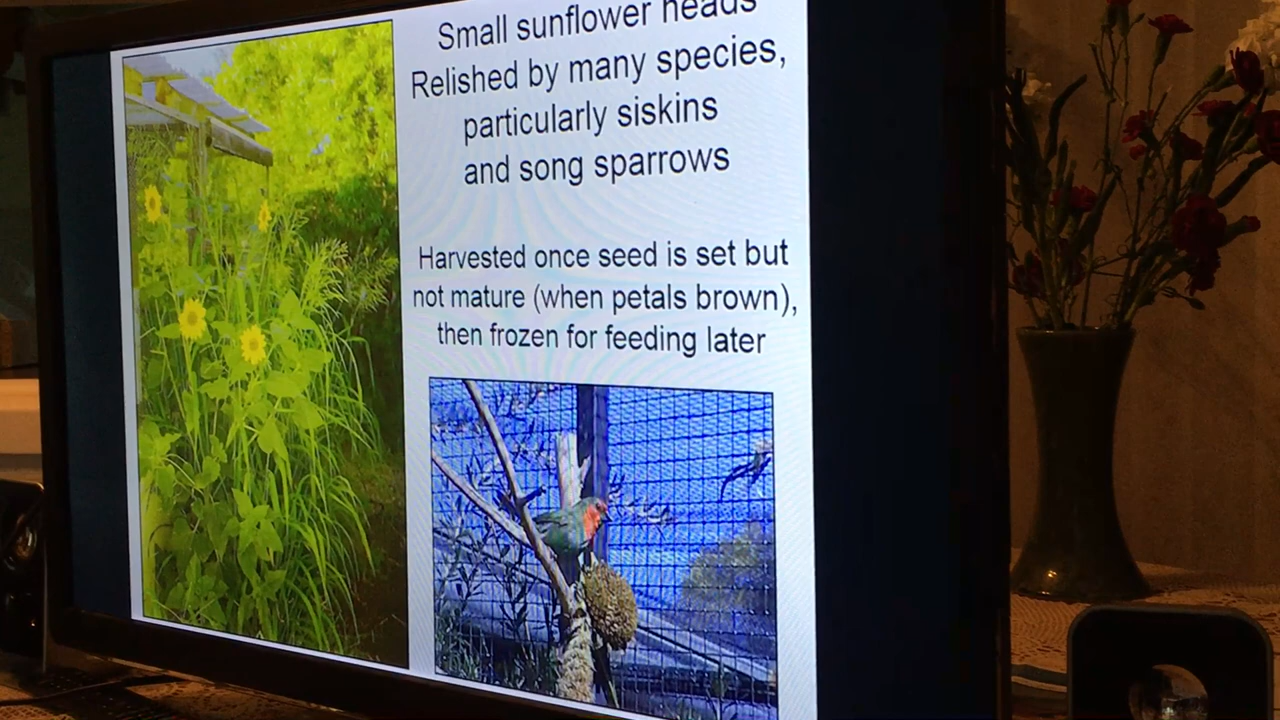 Small sunflower heads
Relished by many species,
particularly siskins
and song sparrows
Harvested once seed is set but
not mature (when petals brown),
then frozen for feeding later